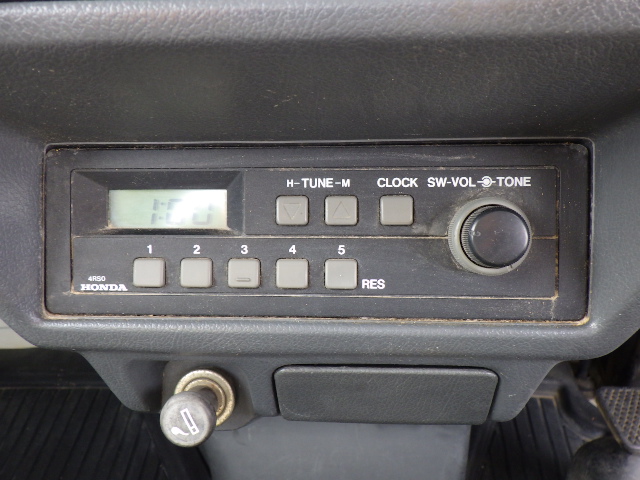 H-TUNE-M CLOCK SW-VOL-TONE
1 2 3 4 5
RES
4RS0
HONDA